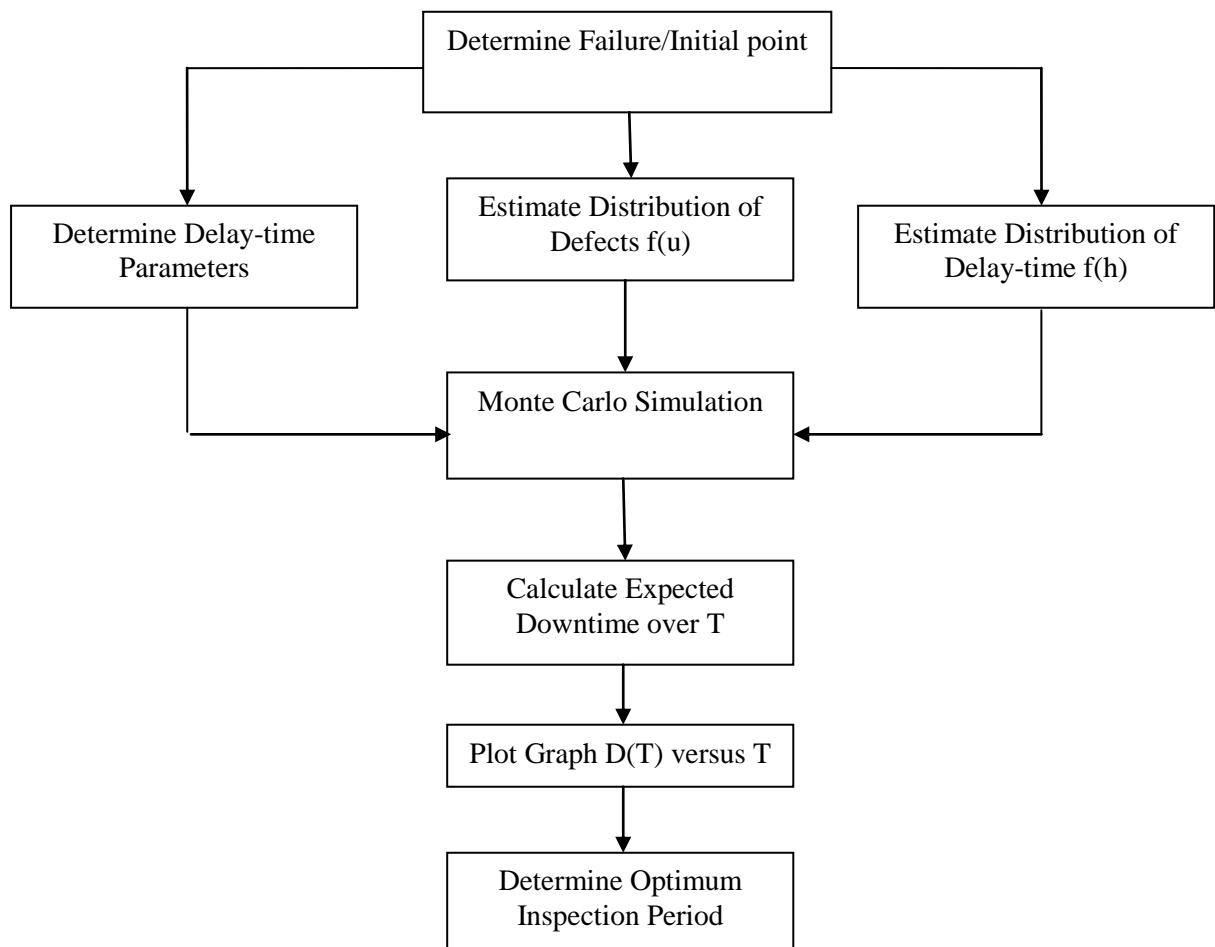 Determine Failure/Initial point
Determine Delay-time
Parameters
Estimate Distribution of
Defects f(u)
Estimate Distribution of
Delay-time f(h)
Monte Carlo Simulation
Calculate Expected
Downtime over T
Plot Graph D(T) versus T
Determine Optimum
Inspection Period